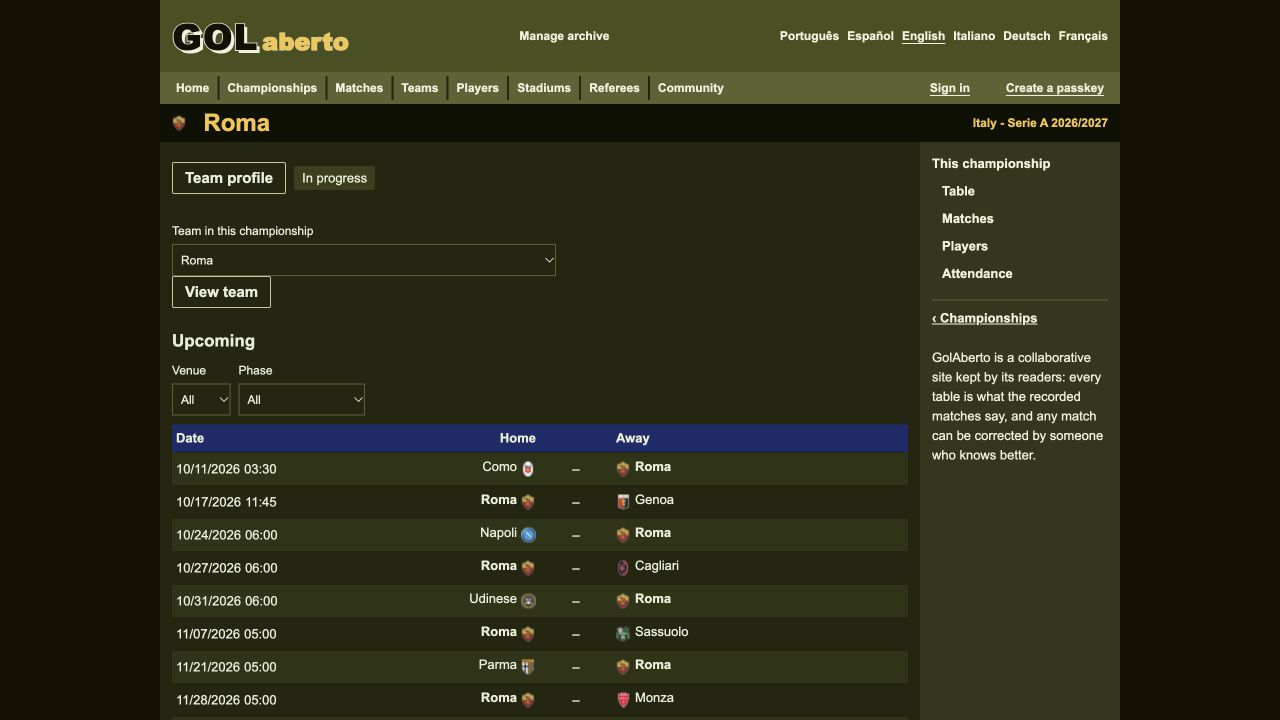 GOL aberto
Manage archive
Português Español English Italiano Deutsch Français
Home Championships Matches Teams Players Stadiums Referees Community
Sign in Create a passkey
Roma
Italy - Serie A 2026/2027
Team profile In progress
Team in this championship
Roma
View team
Upcoming
Venue Phase
All All
Date Home Away
10/11/2026 03:30 Como – Roma
10/17/2026 11:45 Roma – Genoa
10/24/2026 06:00 Napoli – Roma
10/27/2026 06:00 Roma – Cagliari
10/31/2026 06:00 Udinese – Roma
11/07/2026 05:00 Roma – Sassuolo
11/21/2026 05:00 Parma – Roma
11/28/2026 05:00 Roma – Monza
This championship
Table
Matches
Players
Attendance
‹ Championships
GolAberto is a collaborative
site kept by its readers: every
table is what the recorded
matches say, and any match
can be corrected by someone
who knows better.